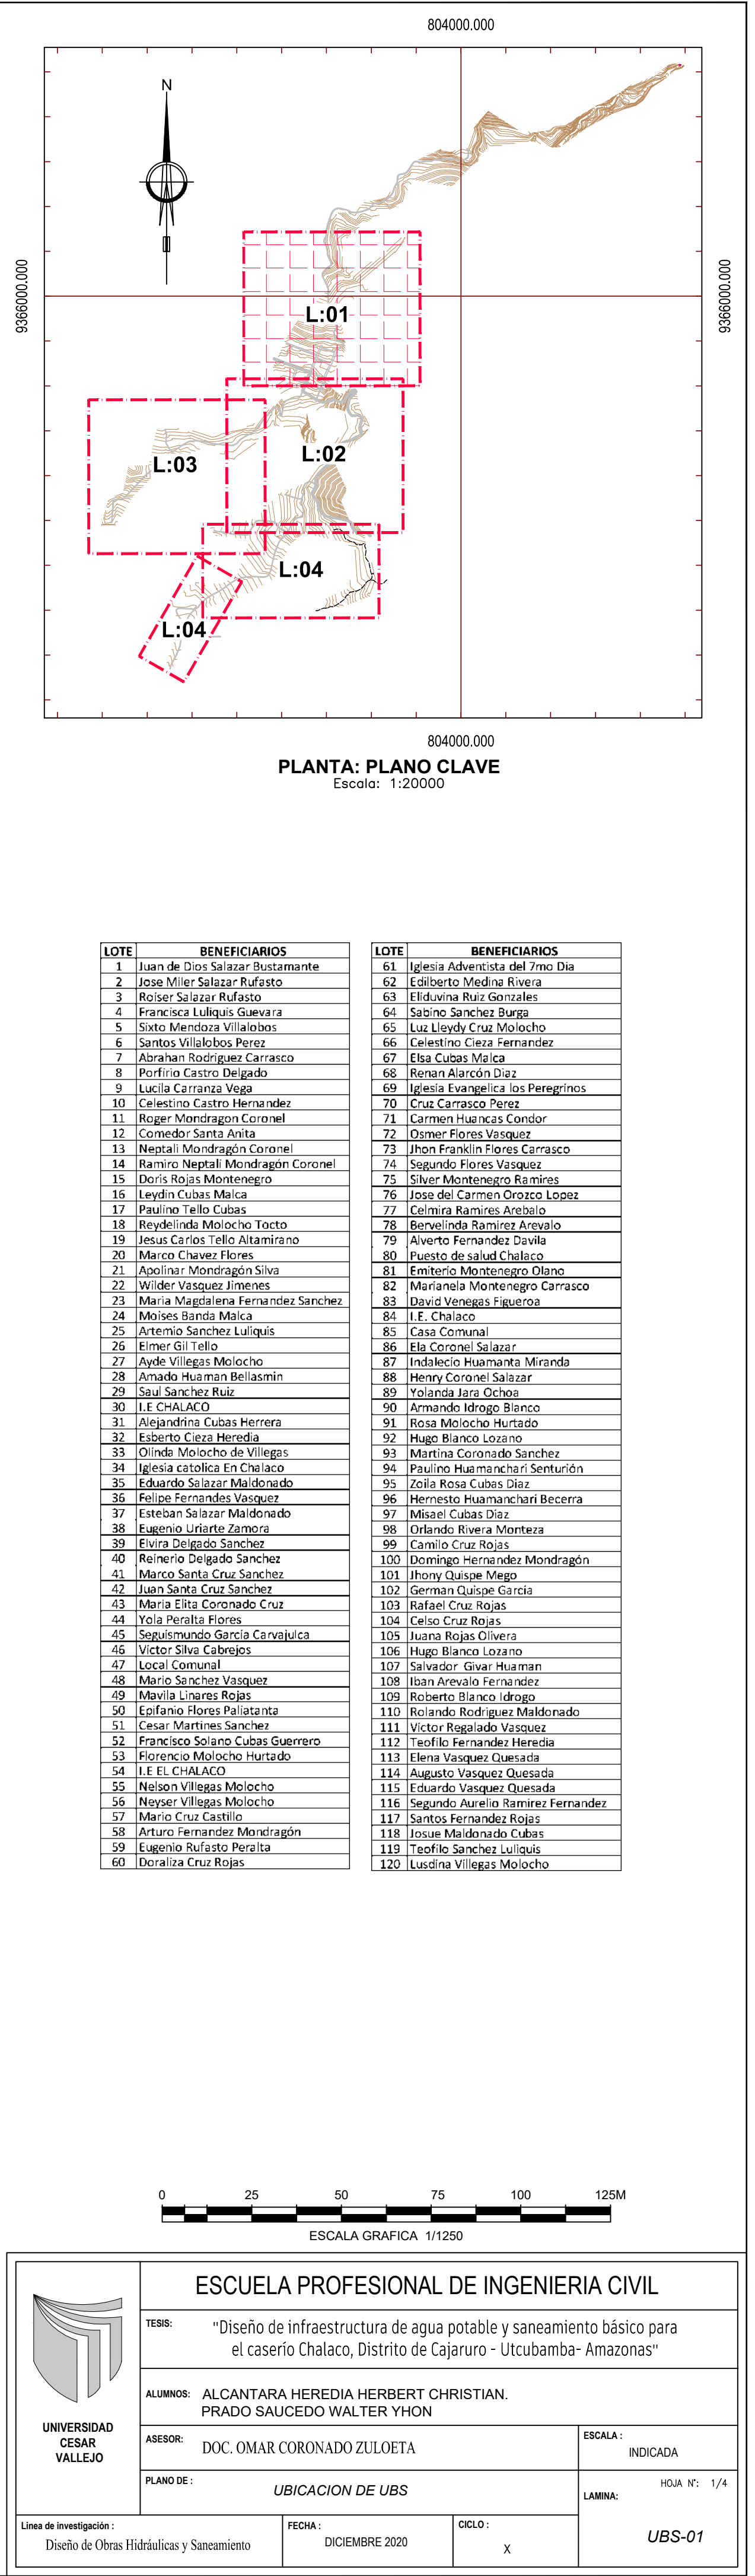 804000.000
N
9366000.000
9366000.000
L:01
L:02
L:03
L:04
L:04
804000.000
PLANTA: PLANO CLAVE
Escala: 1:20000
LOTE BENEFICIARIOS
1 Juan de Dios Salazar Bustamante
2 Jose Miler Salazar Rufasto
3 Roiser Salazar Rufasto
4 Francisca Luliquis Guevara
5 Sixto Mendoza Villalobos
6 Santos Villalobos Perez
7 Abrahan Rodriguez Carrasco
8 Porfirio Castro Delgado
9 Lucila Carranza Vega
10 Celestino Castro Hernandez
11 Roger Mondragon Coronel
12 Comedor Santa Anita
13 Neptali Mondragón Coronel
14 Ramiro Neptalí Mondragón Coronel
15 Doris Rojas Montenegro
16 Leydin Cubas Malca
17 Paulino Tello Cubas
18 Reydelinda Molocho Tocto
19 Jesus Carlos Tello Altamirano
20 Marco Chavez Flores
21 Apolinar Mondragón Silva
22 Wilder Vasquez Jimenes
23 Maria Magdalena Fernandez Sanchez
24 Moises Banda Malca
25 Artemio Sanchez Luliquis
26 Elmer Gil Tello
27 Ayde Villegas Molocho
28 Amado Huaman Bellasmin
29 Saul Sanchez Ruiz
30 I.E CHALACO
31 Alejandrina Cubas Herrera
32 Esberto Cieza Heredia
33 Olinda Molocho de Villegas
34 Iglesia catolica En Chalaco
35 Eduardo Salazar Maldonado
36 Felipe Fernandes Vasquez
37 Esteban Salazar Maldonado
38 Eugenio Uriarte Zamora
39 Elvira Delgado Sanchez
40 Reinerio Delgado Sanchez
41 Marco Santa Cruz Sanchez
42 Juan Santa Cruz Sanchez
43 Maria Elita Coronado Cruz
44 Yola Peralta Flores
45 Seguismundo García Carvajulca
46 Victor Silva Cabrejos
47 Local Comunal
48 Mario Sanchez Vasquez
49 Mavila Linares Rojas
50 Epifanio Flores Paliatanta
51 Cesar Martines Sanchez
52 Francisco Solano Cubas Guerrero
53 Florencio Molocho Hurtado
54 I.E EL CHALACO
55 Nelson Villegas Molocho
56 Neyser Villegas Molocho
57 Mario Cruz Castillo
58 Arturo Fernandez Mondragón
59 Eugenio Rufasto Peralta
60 Doraliza Cruz Rojas
LOTE BENEFICIARIOS
61 Iglesia Adventista del 7mo Dia
62 Edilberto Medina Rivera
63 Eliduvina Ruiz Gonzales
64 Sabino Sanchez Burga
65 Luz Lleydy Cruz Molocho
66 Celestino Cieza Fernandez
67 Elsa Cubas Malca
68 Renan Alarcón Diaz
69 Iglesia Evangelica los Peregrinos
70 Cruz Carrasco Perez
71 Carmen Huancas Condor
72 Osmer Flores Vasquez
73 Jhon Franklin Flores Carrasco
74 Segundo Flores Vasquez
75 Silver Montenegro Ramires
76 Jose del Carmen Orozco Lopez
77 Celmira Ramires Arebalo
78 Bervelinda Ramirez Arevalo
79 Alverto Fernandez Davila
80 Puesto de salud Chalaco
81 Emiterio Montenegro Olano
82 Marianela Montenegro Carrasco
83 David Venegas Figueroa
84 I.E. Chalaco
85 Casa Comunal
86 Ela Coronel Salazar
87 Indalecio Huamanta Miranda
88 Henry Coronel Salazar
89 Yolanda Jara Ochoa
90 Armando Idrogo Blanco
91 Rosa Molocho Hurtado
92 Hugo Blanco Lozano
93 Martina Coronado Sanchez
94 Paulino Huamanchari Senturión
95 Zoila Rosa Cubas Diaz
96 Hernesto Huamanchari Becerra
97 Misael Cubas Diaz
98 Orlando Rivera Monteza
99 Camilo Cruz Rojas
100 Domingo Hernandez Mondragón
101 Jhony Quispe Mego
102 German Quispe García
103 Rafael Cruz Rojas
104 Celso Cruz Rojas
105 Juana Rojas Olivera
106 Hugo Blanco Lozano
107 Salvador Givar Huaman
108 Iban Arevalo Fernandez
109 Roberto Blanco Idrogo
110 Rolando Rodriguez Maldonado
111 Victor Regalado Vasquez
112 Teofilo Fernandez Heredia
113 Elena Vasquez Quesada
114 Augusto Vasquez Quesada
115 Eduardo Vasquez Quesada
116 Segundo Aurelio Ramirez Fernandez
117 Santos Fernandez Rojas
118 Josue Maldonado Cubas
119 Teofilo Sanchez Luliquis
120 Lusdina Villegas Molocho
0 25 50 75 100 125M
ESCALA GRAFICA 1/1250
UNIVERSIDAD
CESAR
VALLEJO
ESCUELA PROFESIONAL DE INGENIERIA CIVIL
TESIS: "Diseño de infraestructura de agua potable y saneamiento básico para
el caserío Chalaco, Distrito de Cajaruro - Utcubamba- Amazonas"
ALUMNOS: ALCANTARA HEREDIA HERBERT CHRISTIAN.
PRADO SAUCEDO WALTER YHON
ASESOR: DOC. OMAR CORONADO ZULOETA
ESCALA :
INDICADA
PLANO DE :
UBICACION DE UBS
HOJA N°: 1/4
LAMINA:
UBS-01
Linea de investigación :
Diseño de Obras Hidráulicas y Saneamiento
FECHA :
DICIEMBRE 2020
CICLO :
X